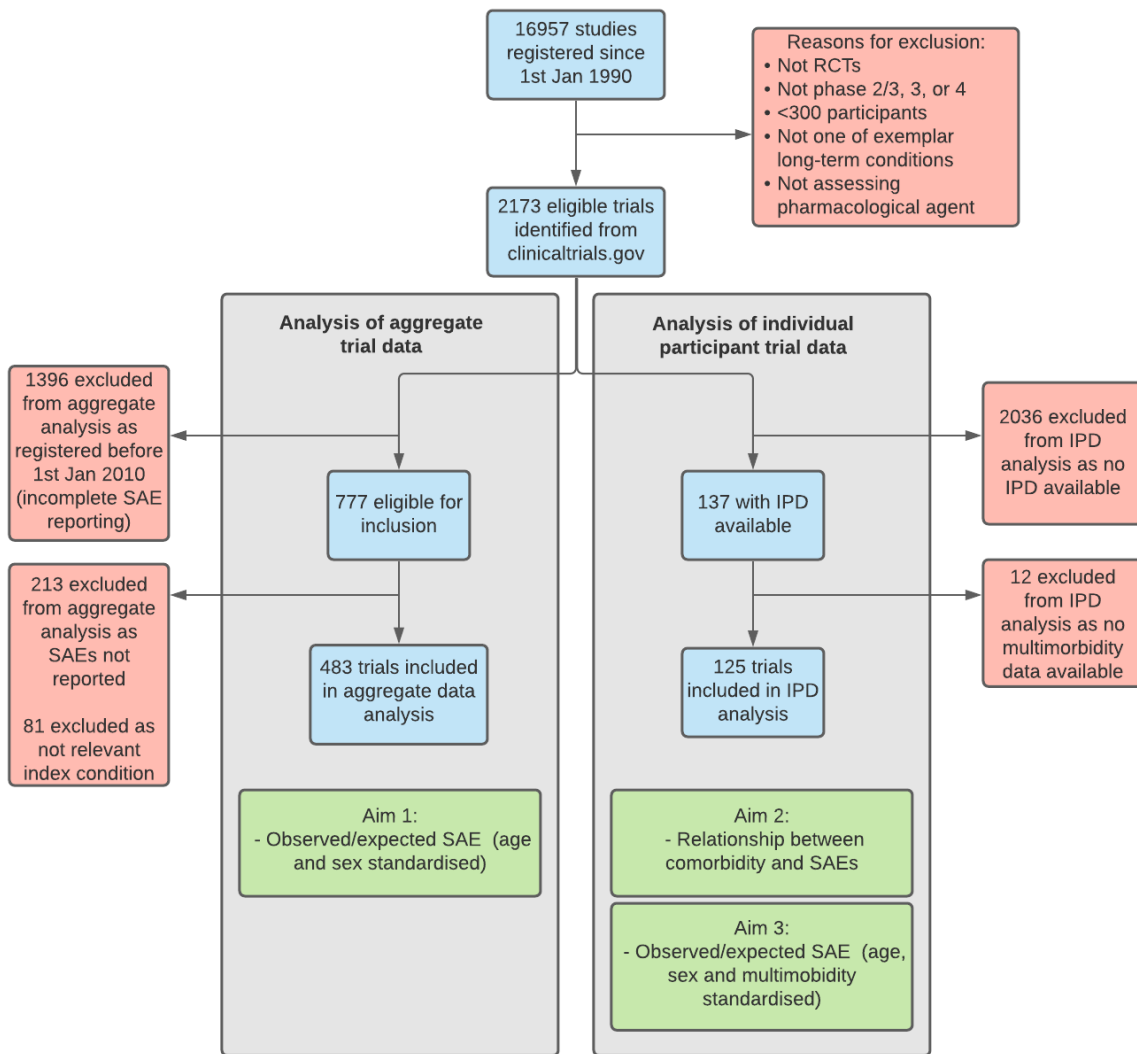 16957 studies
registered since
1st Jan 1990
Reasons for exclusion:
• Not RCTs
• Not phase 2/3, 3, or 4
• <300 participants
• Not one of exemplar
long-term conditions
• Not assessing
pharmacological agent
2173 eligible trials
identified from
clinicaltrials.gov
Analysis of aggregate
trial data
Analysis of individual
participant trial data
1396 excluded
from aggregate
analysis as
registered before
1st Jan 2010
(incomplete SAE
reporting)
777 eligible for
inclusion
137 with IPD
available
2036 excluded
from IPD
analysis as no
IPD available
213 excluded
from aggregate
analysis as
SAEs not
reported
81 excluded as
not relevant
index condition
483 trials included
in aggregate data
analysis
125 trials
included in IPD
analysis
12 excluded
from IPD
analysis as no
multimorbidity
data available
Aim 1:
- Observed/expected SAE (age
and sex standardised)
Aim 2:
- Relationship between
comorbidity and SAEs
Aim 3:
- Observed/expected SAE (age,
sex and multimobidity
standardised)